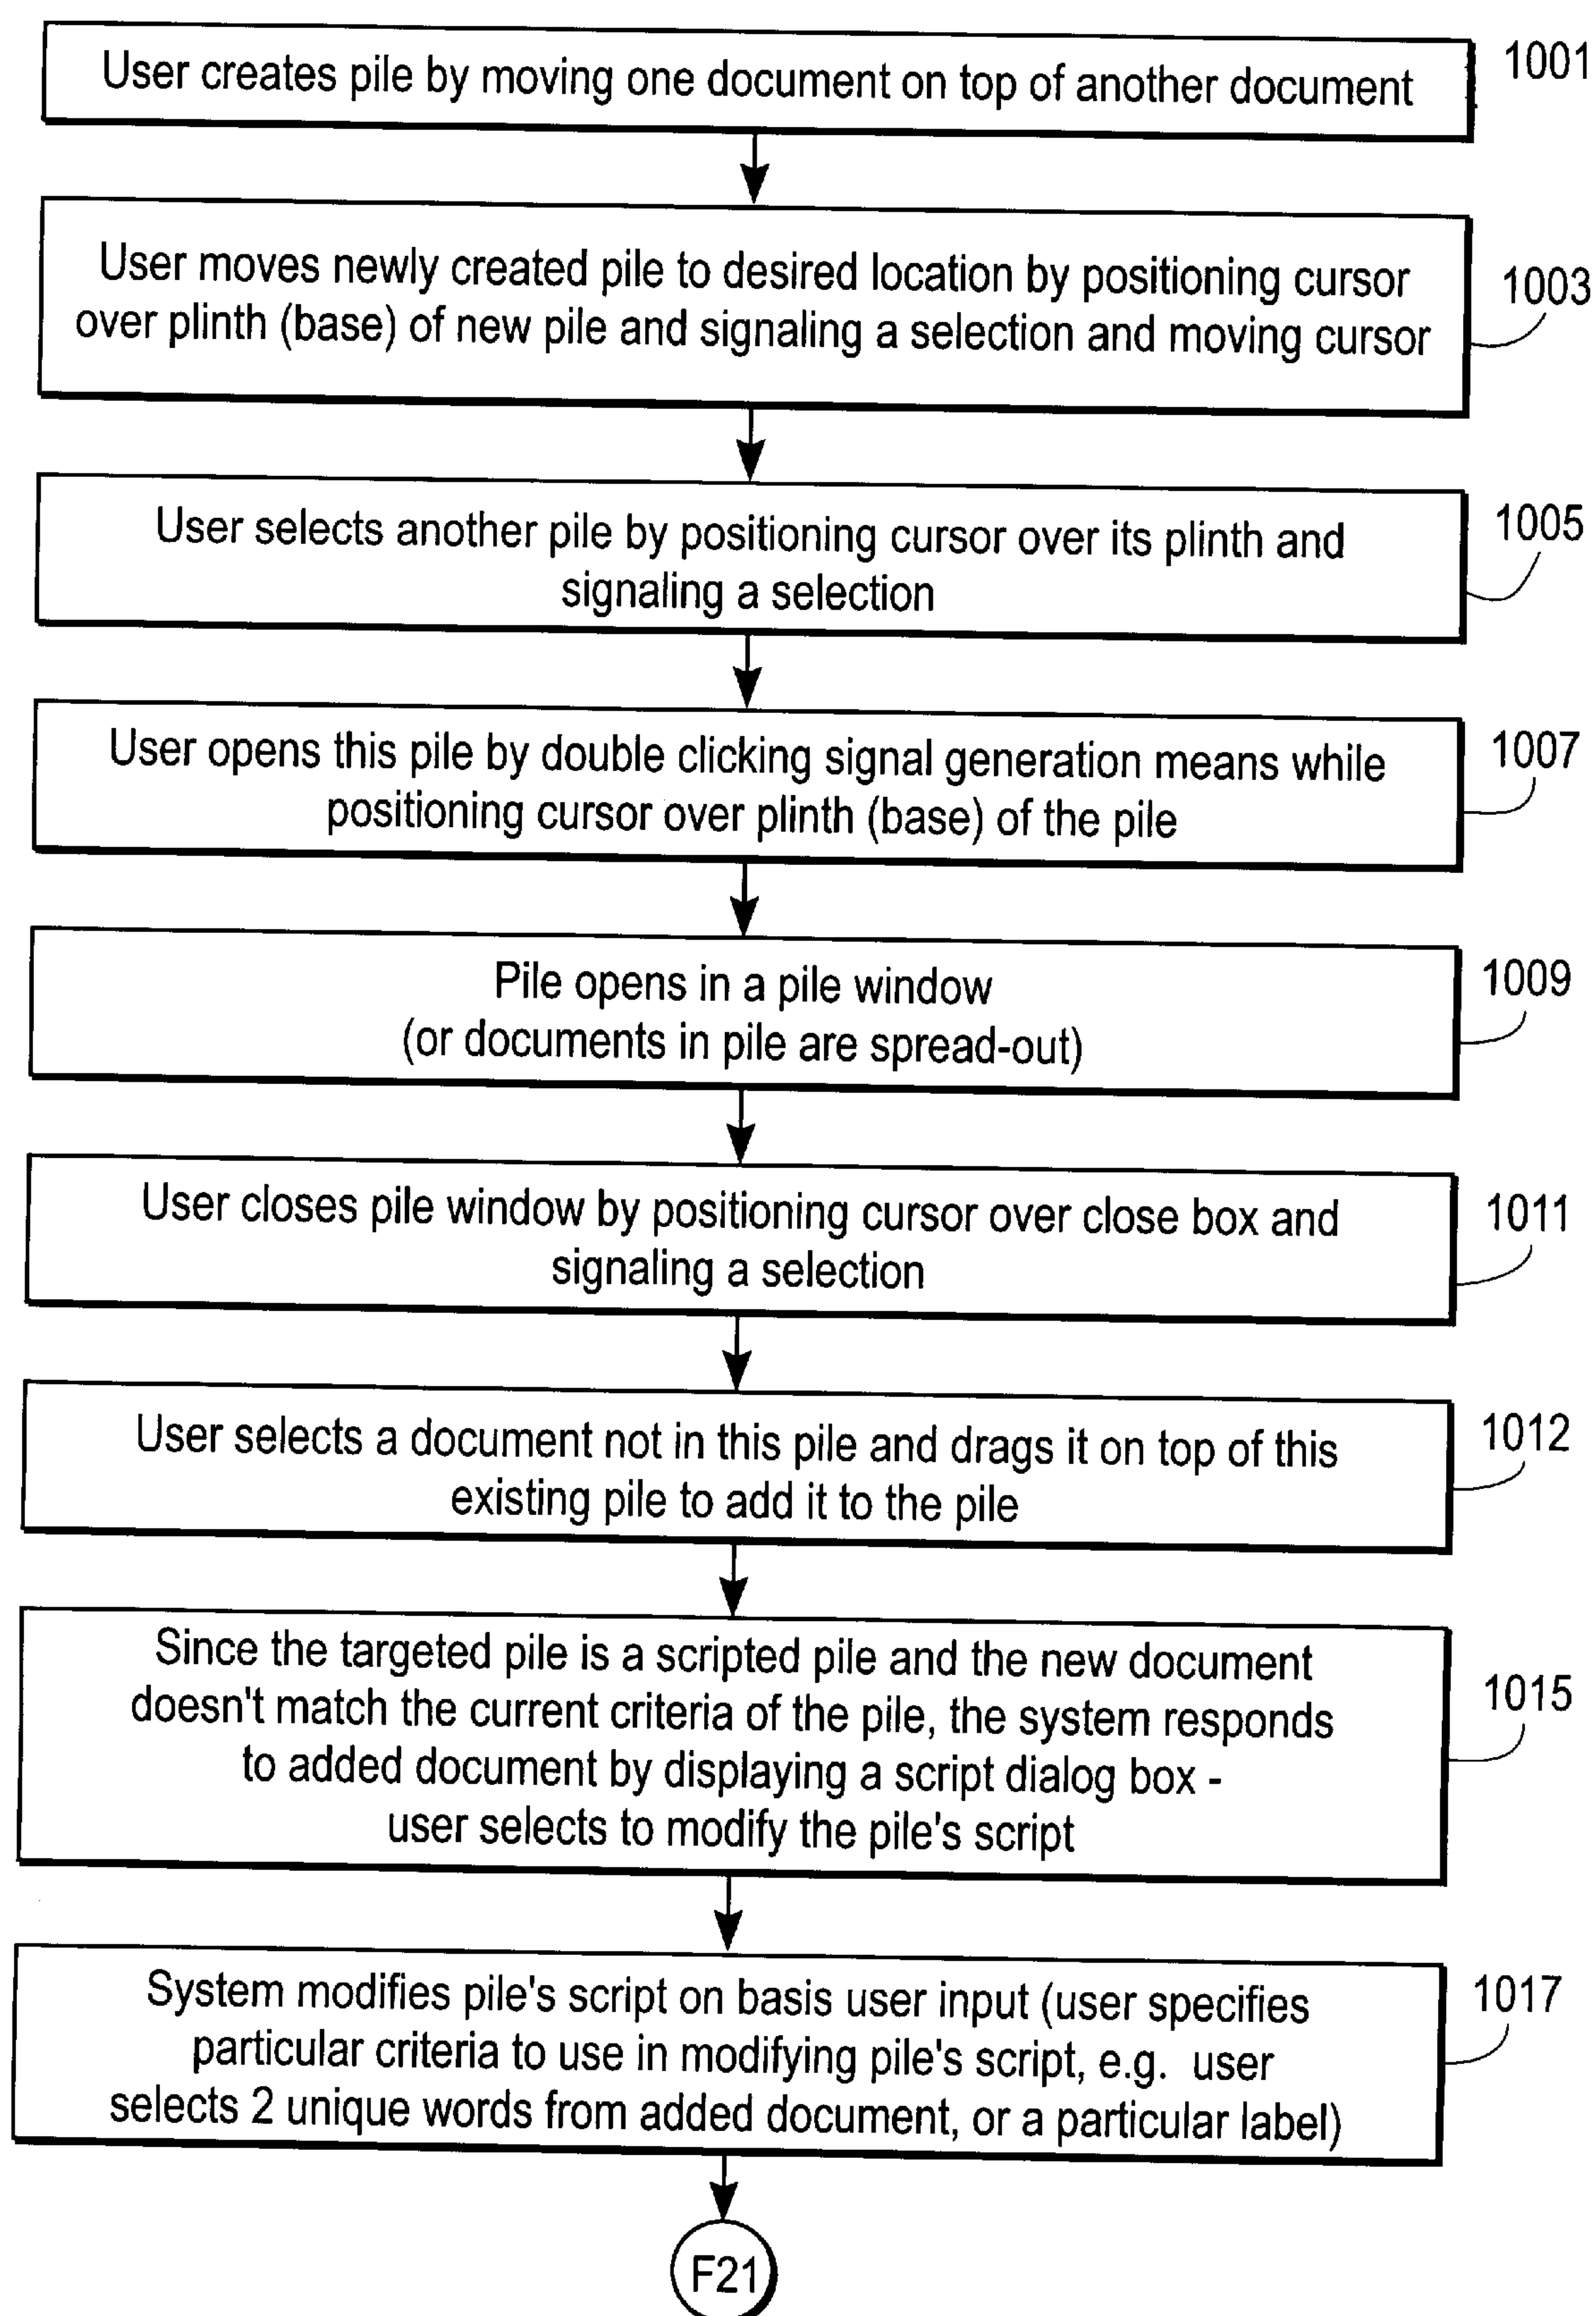 User creates pile by moving one document on top of another document
1001
User moves newly created pile to desired location by positioning cursor
over plinth (base) of new pile and signaling a selection and moving cursor
1003
User selects another pile by positioning cursor over its plinth and
signaling a selection
1005
User opens this pile by double clicking signal generation means while
positioning cursor over plinth (base) of the pile
1007
Pile opens in a pile window
(or documents in pile are spread-out)
1009
User closes pile window by positioning cursor over close box and
signaling a selection
1011
User selects a document not in this pile and drags it on top of this
existing pile to add it to the pile
1012
Since the targeted pile is a scripted pile and the new document
doesn't match the current criteria of the pile, the system responds
to added document by displaying a script dialog box -
user selects to modify the pile's script
1015
System modifies pile's script on basis user input (user specifies
particular criteria to use in modifying pile's script, e.g. user
selects 2 unique words from added document, or a particular label)
1017
F21